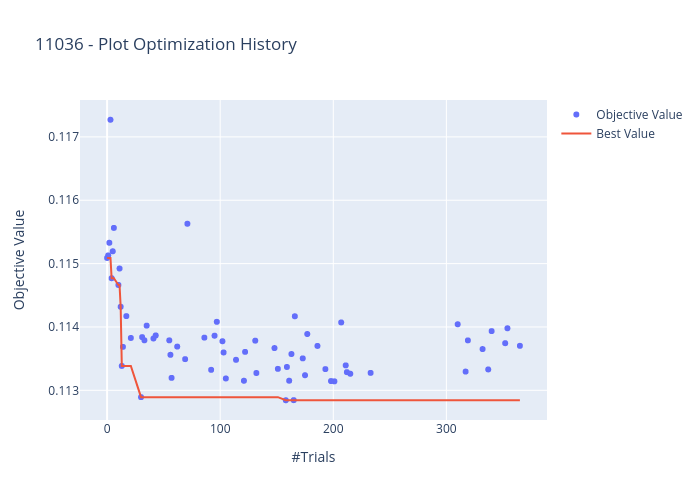 11036 - Plot Optimization History
Objective Value
Best Value
0.117
0.116
0.115
0.114
0.113
Objective Value
0
100
200
300
#Trials